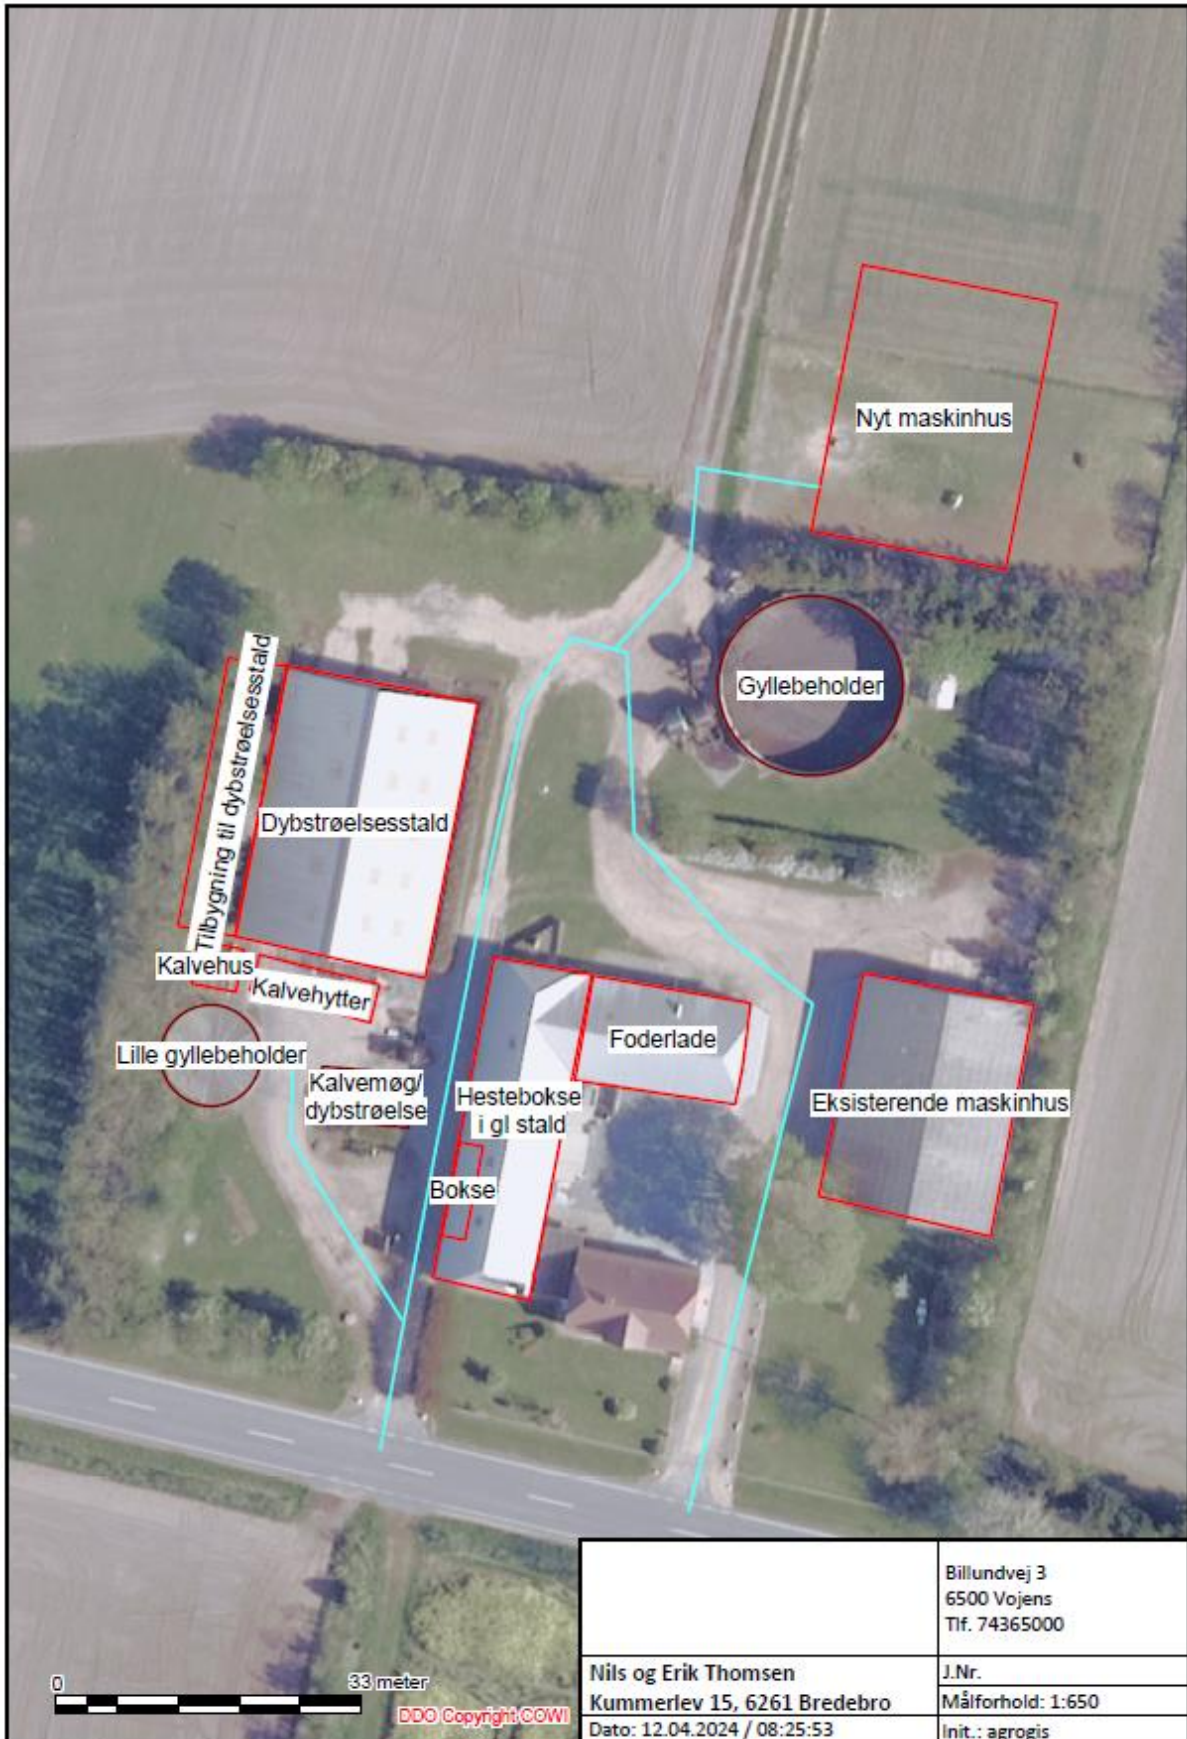 Nyt maskinhus
Gyllebeholder
Tilbygning til dybstrøelsesstald
Dybstrøelsesstald
Kalvehus
Kalvehytter
Lille gyllebeholder
Kalvemøg/
dybstrøelse
Hestebokse
i gl stald
Foderlade
Eksisterende maskinhus
Bokse
0 33 meter
DDO Copyright COWI
Billundvej 3
6500 Vojens
Tlf. 74365000
Nils og Erik Thomsen
Kummerlev 15, 6261 Bredebro
Dato: 12.04.2024 / 08:25:53
J.Nr.
Målforhold: 1:650
Init.: agrogis